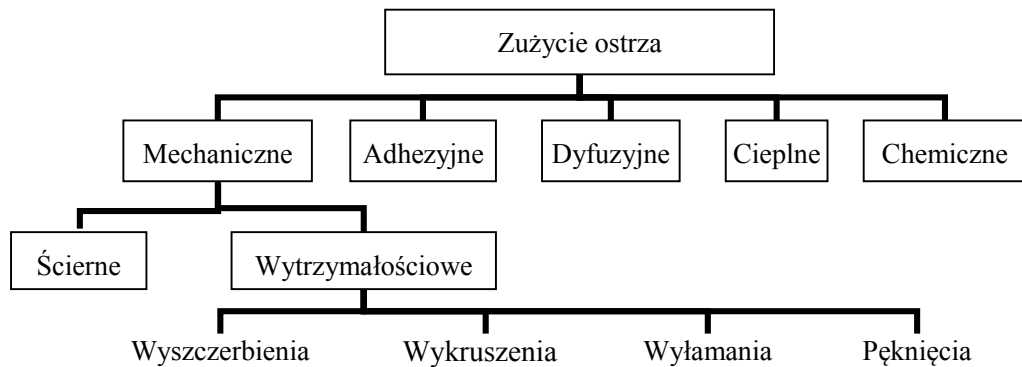 Zużycie ostrza
Mechaniczne
Adhezyjne
Dyfuzyjne
Cieplne
Chemiczne
Ścierne
Wytrzymałościowe
Wyszczerbienia
Wykruszenia
Wyłamania
Pęknięcia